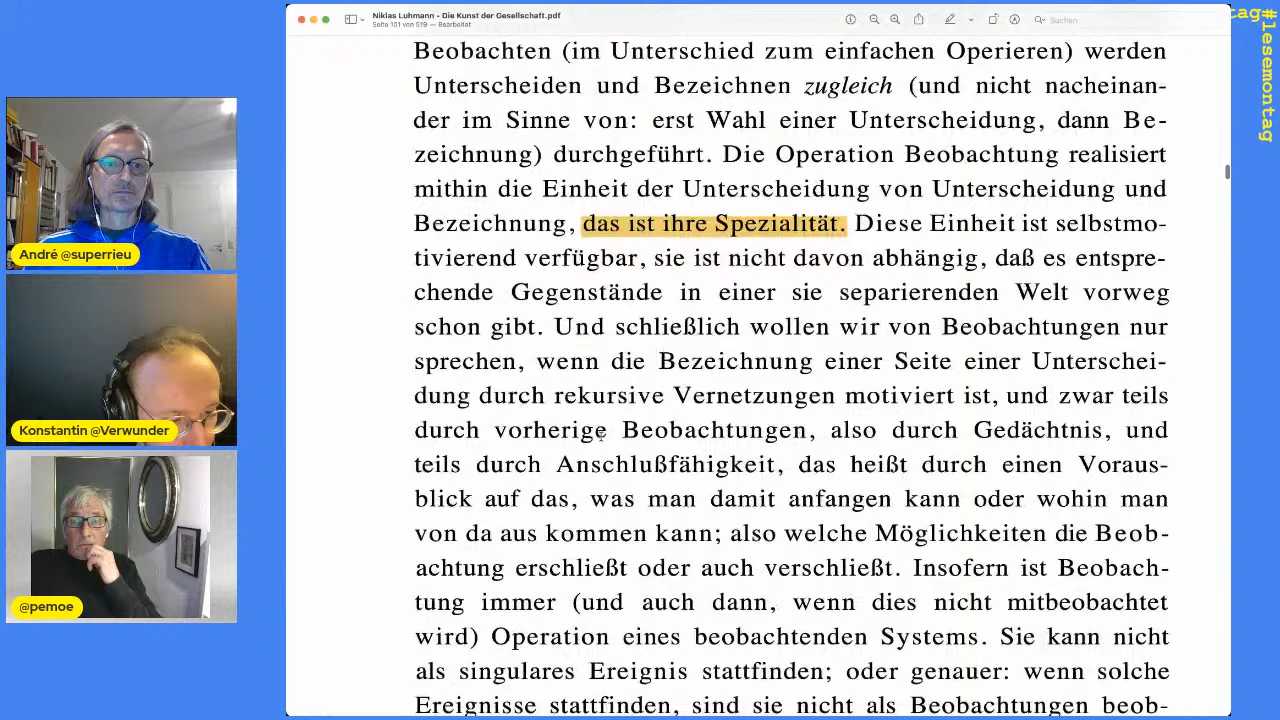 Niklas Luhmann - Die Kunst der Gesellschaft.pdf
Seite 101 von 519 — Bearbeitet
Suchen
tag#lesemontag
Beobachten (im Unterschied zum einfachen Operieren) werden
Unterscheiden und Bezeichnen zugleich (und nicht nacheinan-
der im Sinne von: erst Wahl einer Unterscheidung, dann Be-
zeichnung) durchgeführt. Die Operation Beobachtung realisiert
mithin die Einheit der Unterscheidung von Unterscheidung und
Bezeichnung, das ist ihre Spezialität. Diese Einheit ist selbstmo-
tivierend verfügbar, sie ist nicht davon abhängig, daß es entspre-
chende Gegenstände in einer sie separierenden Welt vorweg
schon gibt. Und schließlich wollen wir von Beobachtungen nur
sprechen, wenn die Bezeichnung einer Seite einer Unterschei-
dung durch rekursive Vernetzungen motiviert ist, und zwar teils
durch vorherige Beobachtungen, also durch Gedächtnis, und
teils durch Anschlußfähigkeit, das heißt durch einen Voraus-
blick auf das, was man damit anfangen kann oder wohin man
von da aus kommen kann; also welche Möglichkeiten die Beob-
achtung erschließt oder auch verschließt. Insofern ist Beobach-
tung immer (und auch dann, wenn dies nicht mitbeobachtet
wird) Operation eines beobachtenden Systems. Sie kann nicht
als singulares Ereignis stattfinden; oder genauer: wenn solche
Ereignisse stattfinden, sind sie nicht als Beobachtungen beob-
André @superrieu
Konstantin @Verwunder
@pemoe